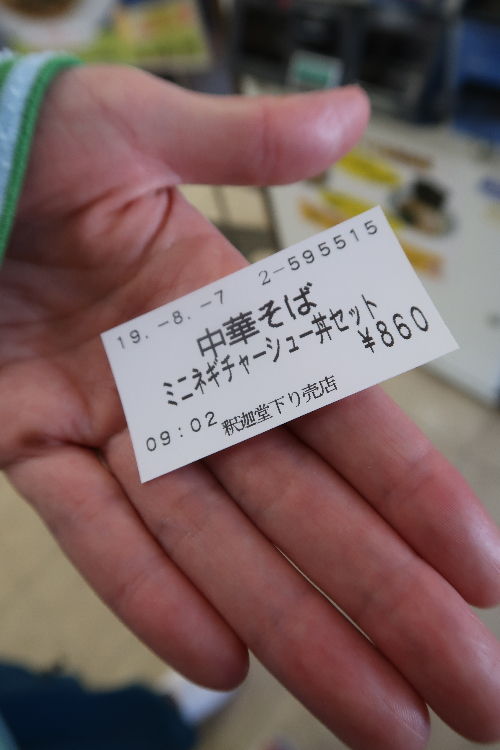 19.-8.-7 2-595515
中華そば
ミニネギチャーシュー丼セット
¥860
09:02 釈迦堂下り売店